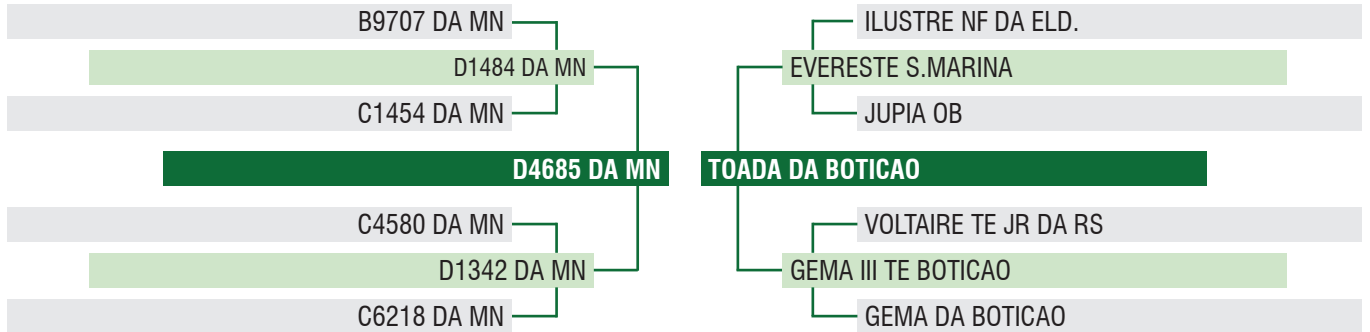 B9707 DA MN
D1484 DA MN
C1454 DA MN
D4685 DA MN
C4580 DA MN
D1342 DA MN
C6218 DA MN
ILUSTRE NF DA ELD.
EVERESTE S.MARINA
JUPIA OB
TOADA DA BOTICAO
VOLTAIRE TE JR DA RS
GEMA III TE BOTICAO
GEMA DA BOTICAO